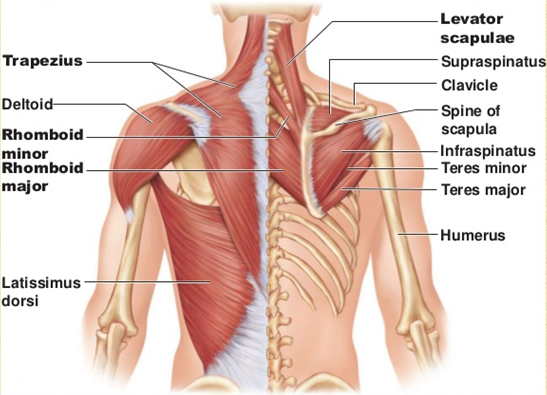 Trapezius
Deltoid
Rhomboid
minor
Rhomboid
major
Latissimus
dorsi
Levator
scapulae
Supraspinatus
Clavicle
Spine of
scapula
Infraspinatus
Teres minor
Teres major
Humerus